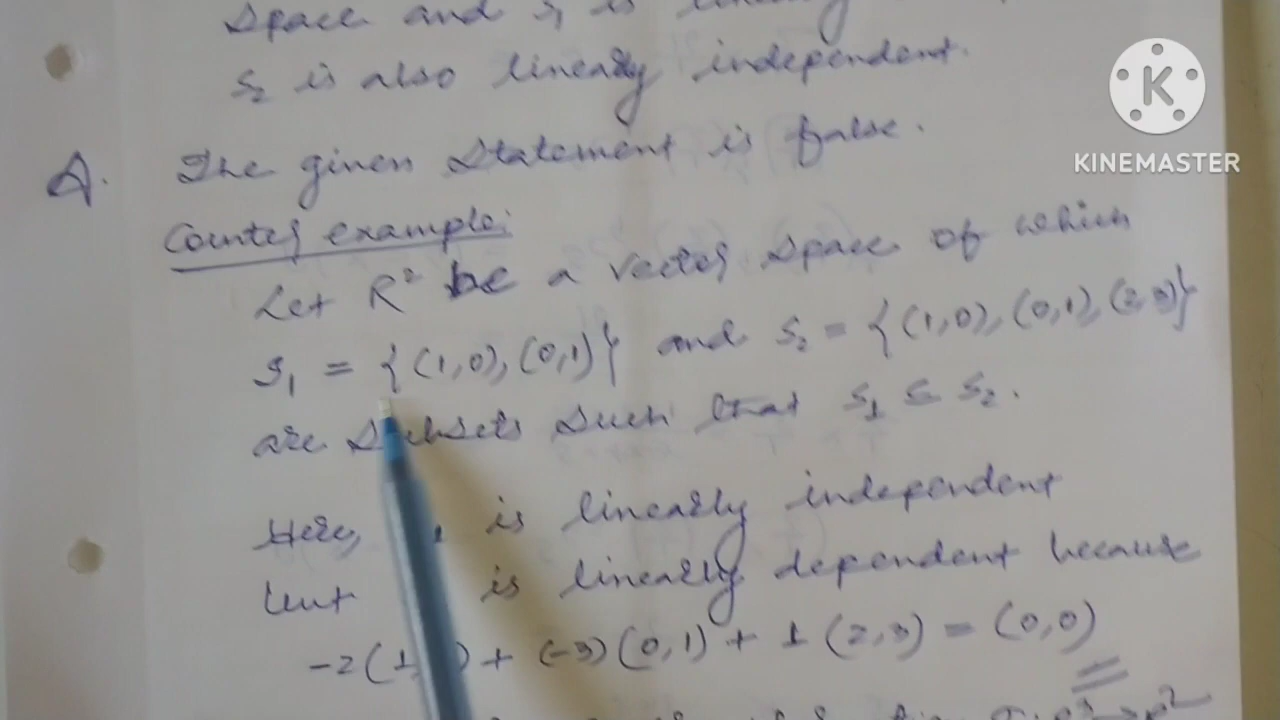 Space and S1 is linearly
S2 is also linearly independent.
A. The given statement is false.
Counter example:
Let R² be a vector space of which
S1 = {(1,0), (0,1)} and S2 = {(1,0), (0,1), (2,3)}
are subsets such that S1 ⊆ S2.
Here, is linearly independent
but is linearly dependent because
-2(1, ) + (-3)(0,1) + 1(2,3) = (0,0)
K
KINEMASTER